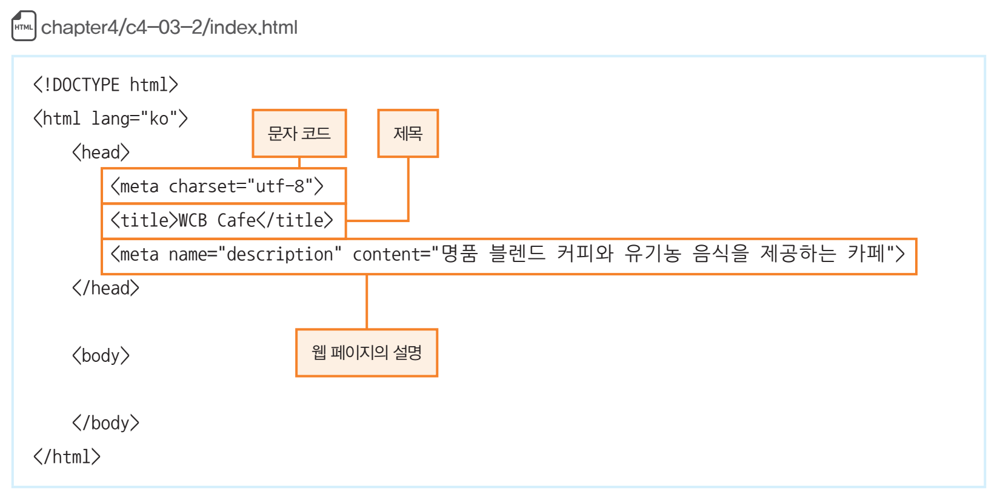 HTML chapter4/c4-03-2/index.html
<!DOCTYPE html>
<html lang="ko">
문자 코드
제목
<head>
<meta charset="utf-8">
<title>WCB Cafe</title>
<meta name="description" content="명품 블렌드 커피와 유기농 음식을 제공하는 카페">
</head>
웹 페이지의 설명
<body>
</body>
</html>